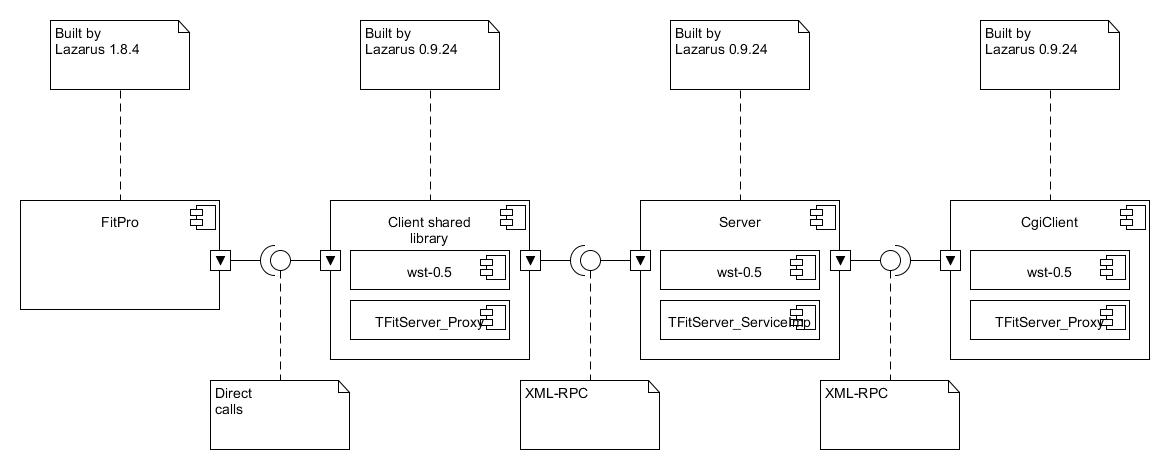 Built by
Lazarus 1.8.4
Built by
Lazarus 0.9.24
Built by
Lazarus 0.9.24
Built by
Lazarus 0.9.24
FitPro
Client shared
library
wst-0.5
TFitServer_Proxy
Server
wst-0.5
TFitServer_ServiceImp
CgiClient
wst-0.5
TFitServer_Proxy
Direct
calls
XML-RPC
XML-RPC